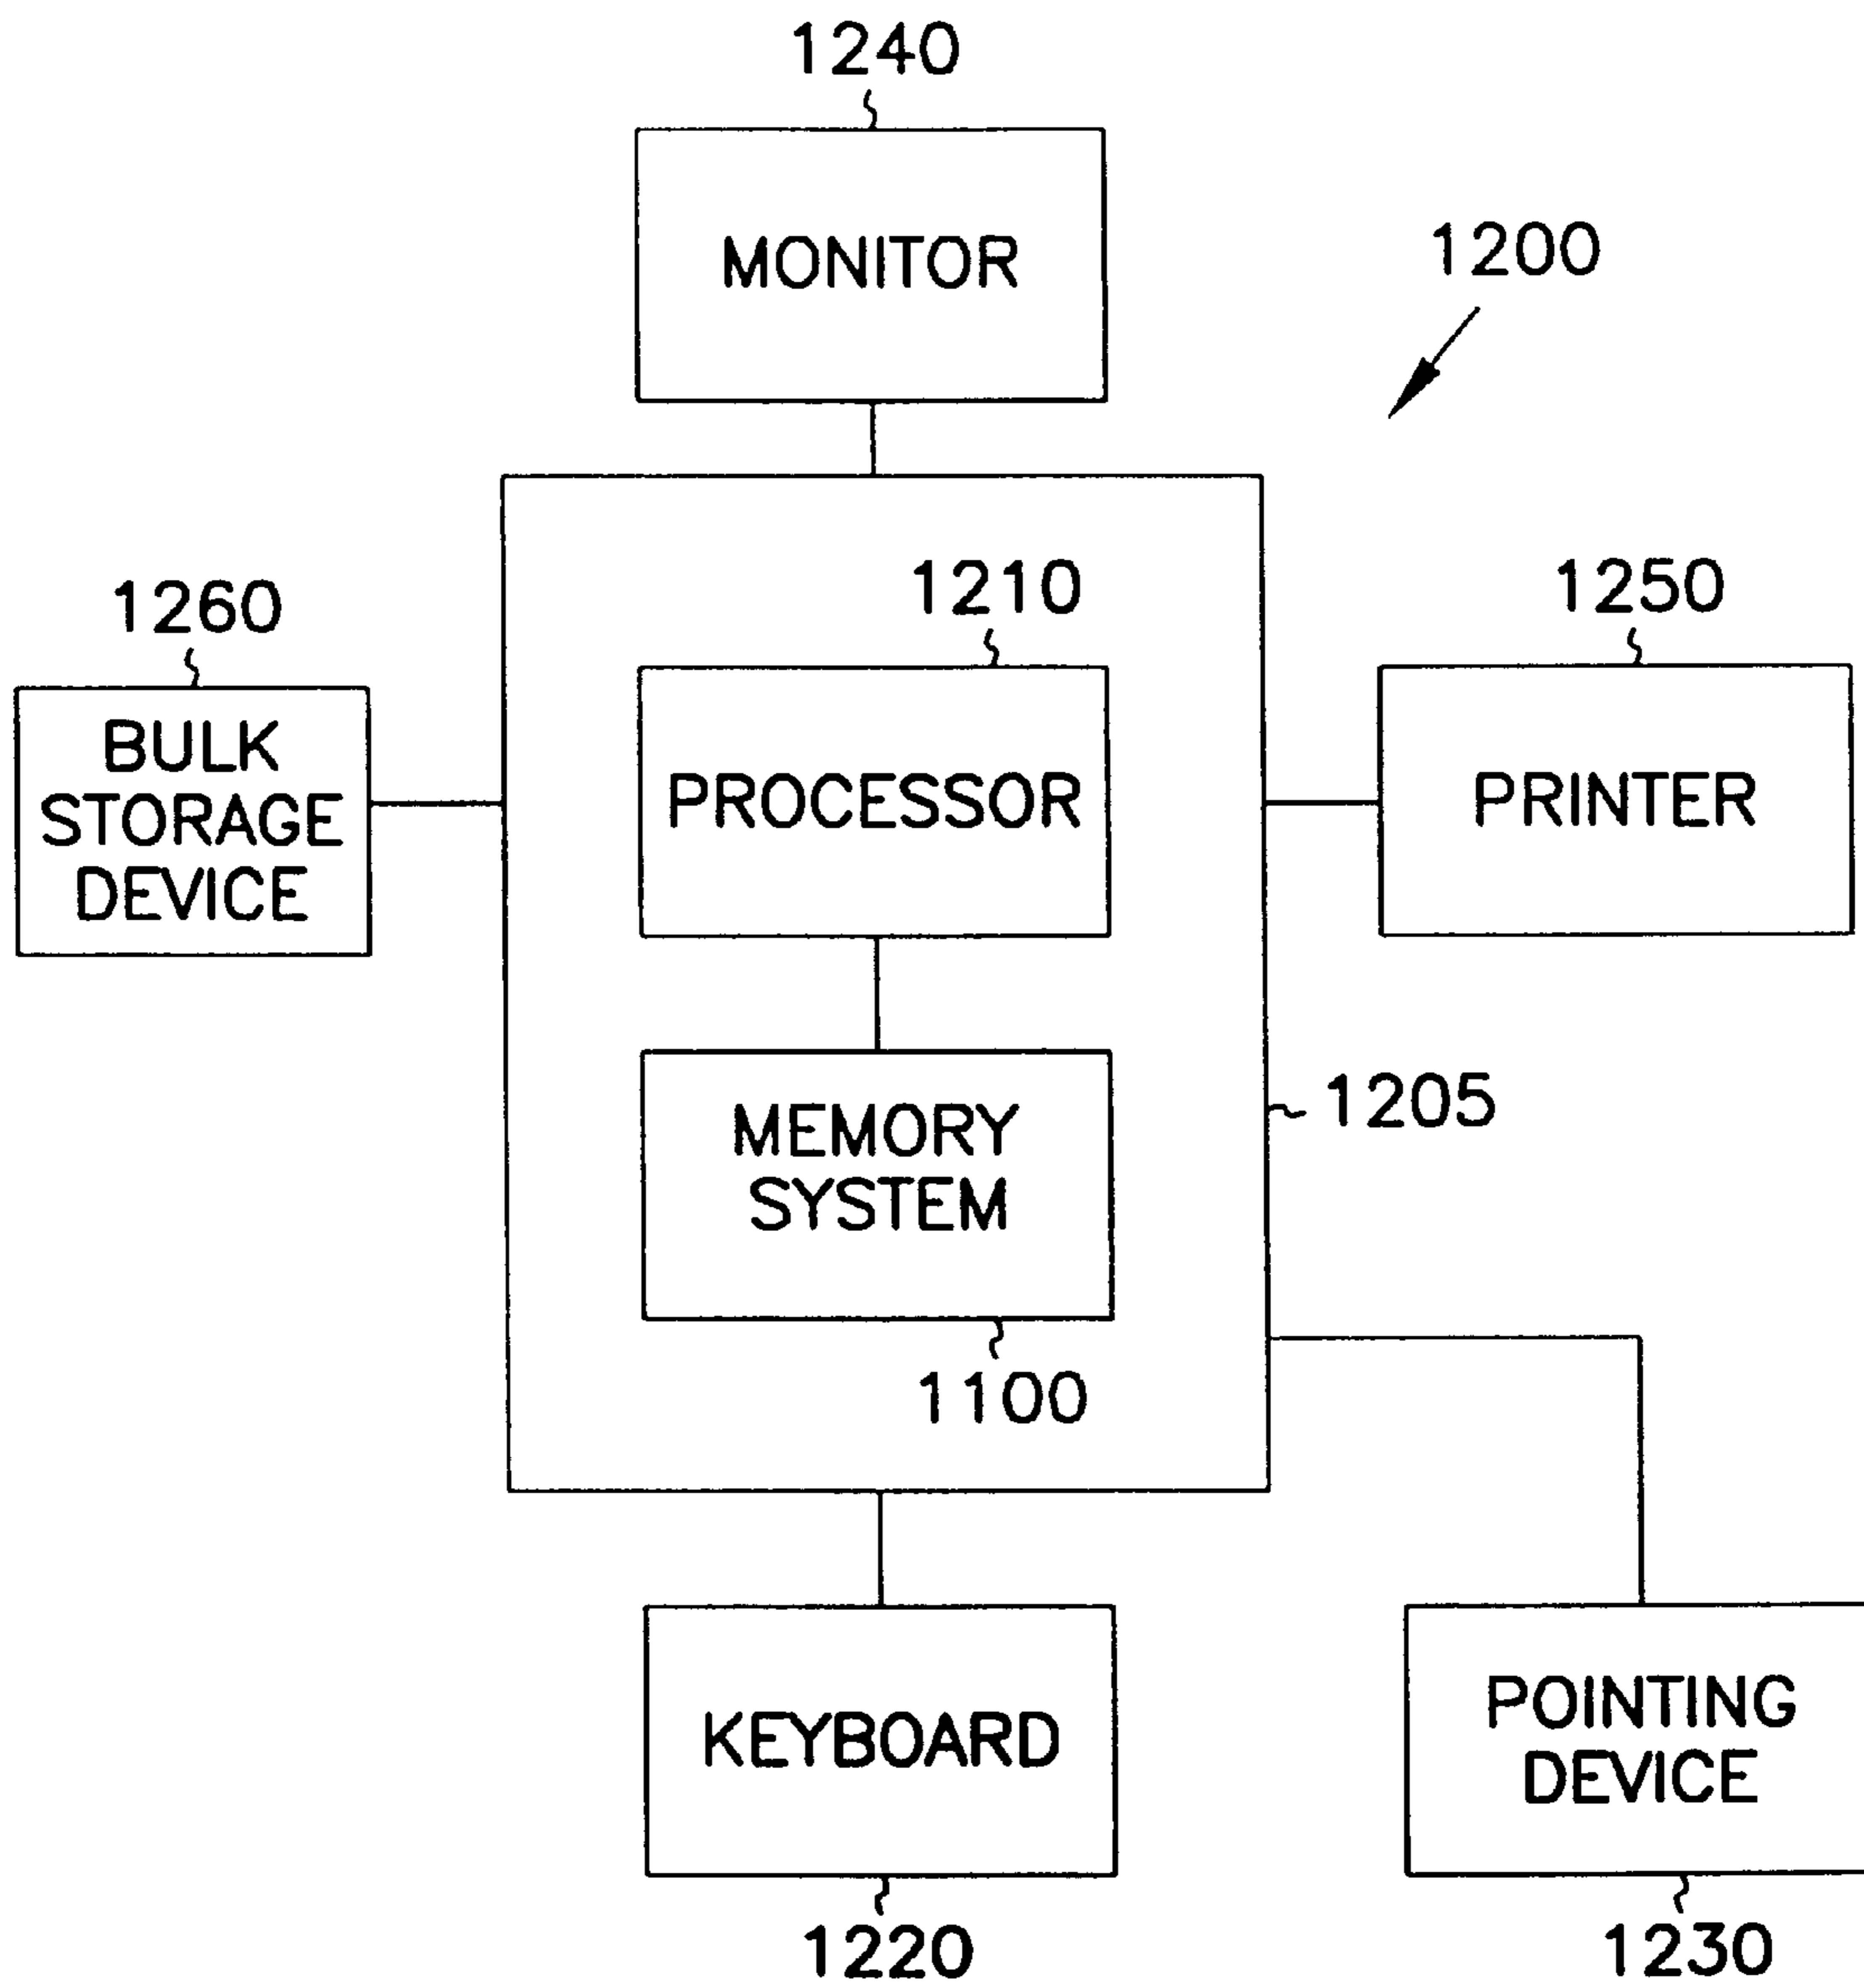 1240
MONITOR
1200
1260
BULK
STORAGE
DEVICE
1210
PROCESSOR
1250
PRINTER
MEMORY
SYSTEM
1205
1100
KEYBOARD
1220
POINTING
DEVICE
1230